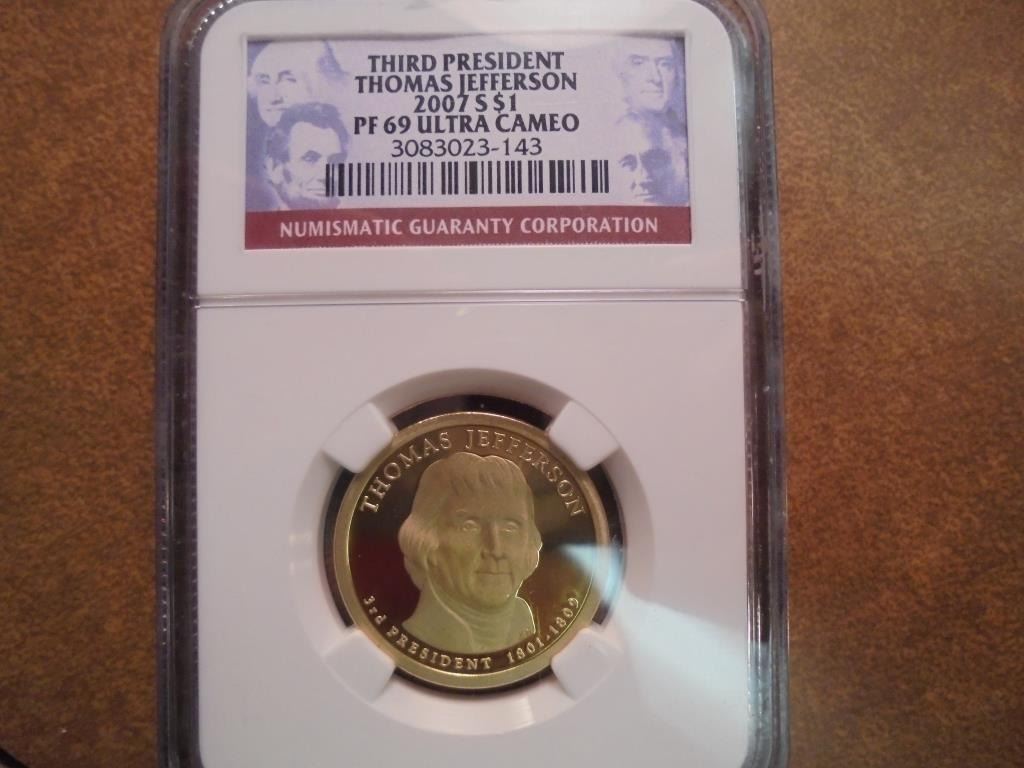 THIRD PRESIDENT
THOMAS JEFFERSON
2007 S $1
PF 69 ULTRA CAMEO
3083023-143
NUMISMATIC GUARANTY CORPORATION
THOMAS JEFFERSON
3rd PRESIDENT 1801-1809